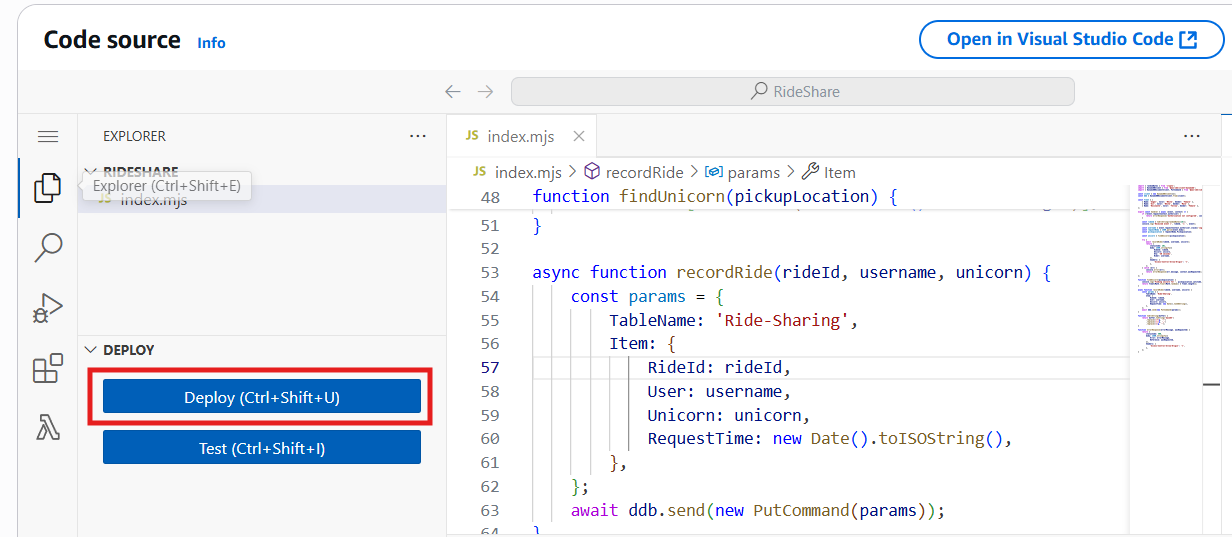 Code source Info
Open in Visual Studio Code
RideShare
EXPLORER
RIDESHARE
Explorer (Ctrl+Shift+E)
JS index.mjs
DEPLOY
Deploy (Ctrl+Shift+U)
Test (Ctrl+Shift+I)
JS index.mjs
JS index.mjs > recordRide > params > Item
48 function findUnicorn(pickupLocation) {
51 }
52
53 async function recordRide(rideId, username, unicorn) {
54 const params = {
55 TableName: 'Ride-Sharing',
56 Item: {
57 RideId: rideId,
58 User: username,
59 Unicorn: unicorn,
60 RequestTime: new Date().toISOString(),
61 },
62 };
63 await ddb.send(new PutCommand(params));
64 }